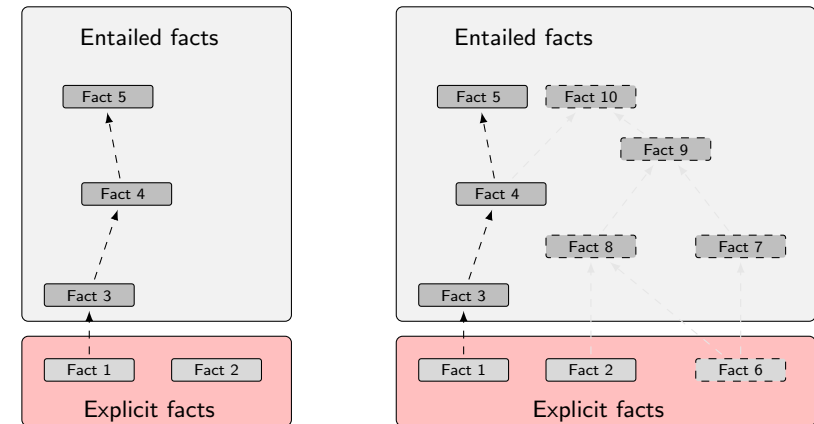 Entailed facts
Fact 5
Fact 4
Fact 3
Fact 1
Fact 2
Explicit facts
Entailed facts
Fact 5
Fact 10
Fact 9
Fact 4
Fact 8
Fact 7
Fact 3
Fact 1
Fact 2
Fact 6
Explicit facts